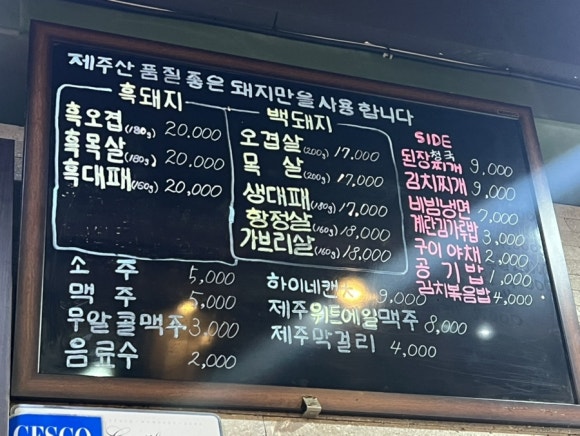 제주산 품질 좋은 돼지만을 사용합니다
흑돼지
흑오겹(180g) 20,000
흑목살(180g) 20,000
흑대패(160g) 20,000
백돼지
오겹살(200g) 17,000
목 살(200g) 17,000
생대패(180g) 17,000
항정살(160g) 18,000
가브리살(160g) 18,000
SIDE
된장찌개 9,000
김치찌개 9,000
비빔냉면 7,000
계란김가루밥 3,000
구이 야채 2,000
공기밥 1,000
김치볶음밥 4,000
소 주 5,000
맥 주 5,000
무알콜맥주 3,000
음료수 2,000
하이네캔 9,000
제주위트에일맥주 8,000
제주막걸리 4,000
CESCO